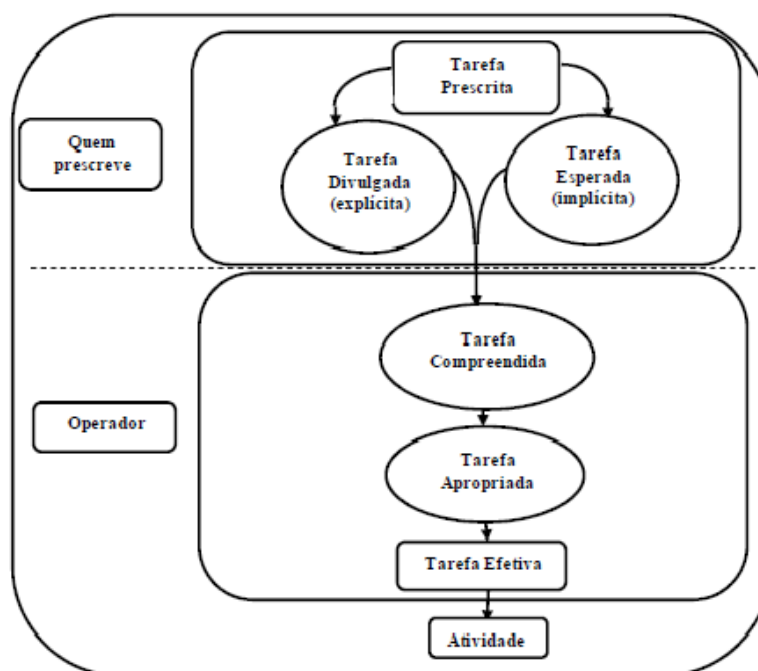 Tarefa
Prescrita
Quem
prescreve
Tarefa
Divulgada
(explícita)
Tarefa
Esperada
(implícita)
Tarefa
Compreendida
Operador
Tarefa
Apropriada
Tarefa Efetiva
Atividade